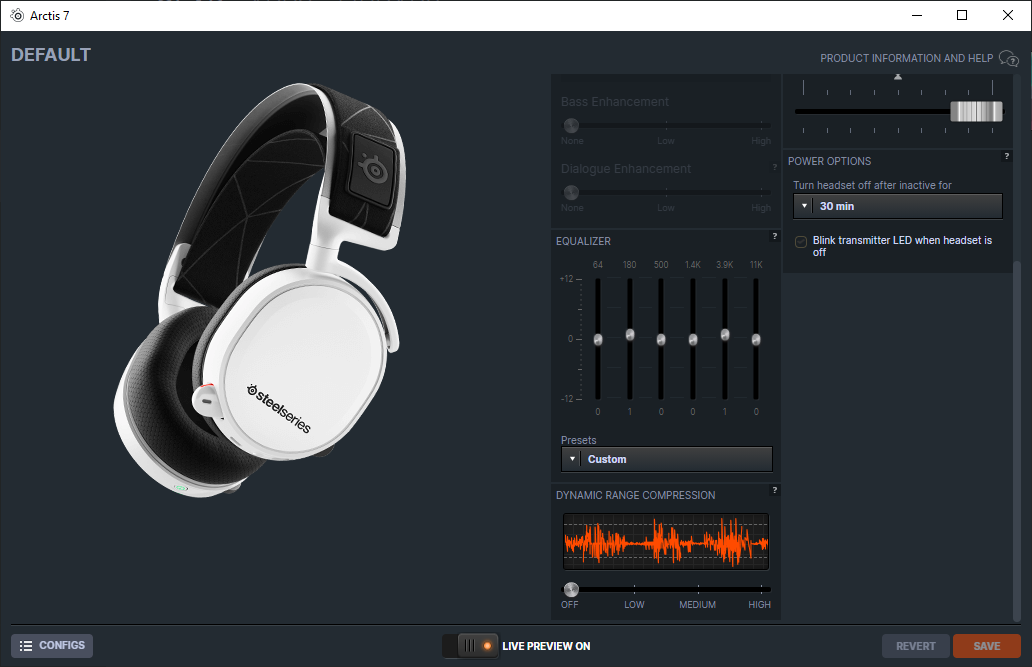 Arctis 7
DEFAULT
PRODUCT INFORMATION AND HELP
steelseries
Bass Enhancement
None Low High
Dialogue Enhancement ?
None Low High
EQUALIZER ?
64 180 500 1.4K 3.9K 11K
+12
0
-12
0 1 0 0 1 0
Presets
Custom
DYNAMIC RANGE COMPRESSION ?
OFF LOW MEDIUM HIGH
POWER OPTIONS ?
Turn headset off after inactive for
30 min
Blink transmitter LED when headset is
off
CONFIGS
LIVE PREVIEW ON
REVERT
SAVE